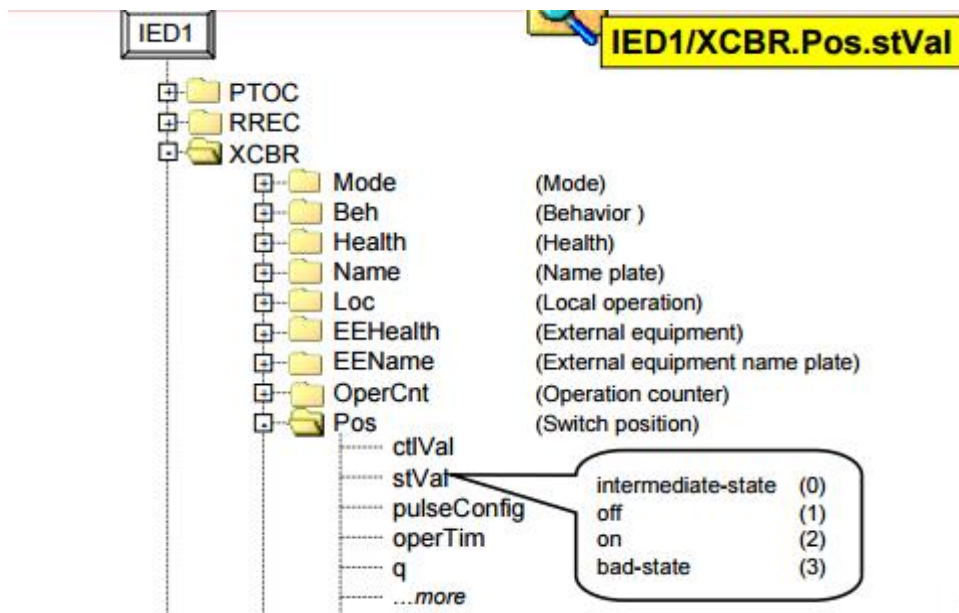 IED1
IED1/XCBR.Pos.stVal
PTOC
RREC
XCBR
Mode (Mode)
Beh (Behavior )
Health (Health)
Name (Name plate)
Loc (Local operation)
EEHealth (External equipment)
EEName (External equipment name plate)
OperCnt (Operation counter)
Pos (Switch position)
ctlVal
stVal
pulseConfig
operTim
q
...more
intermediate-state (0)
off (1)
on (2)
bad-state (3)